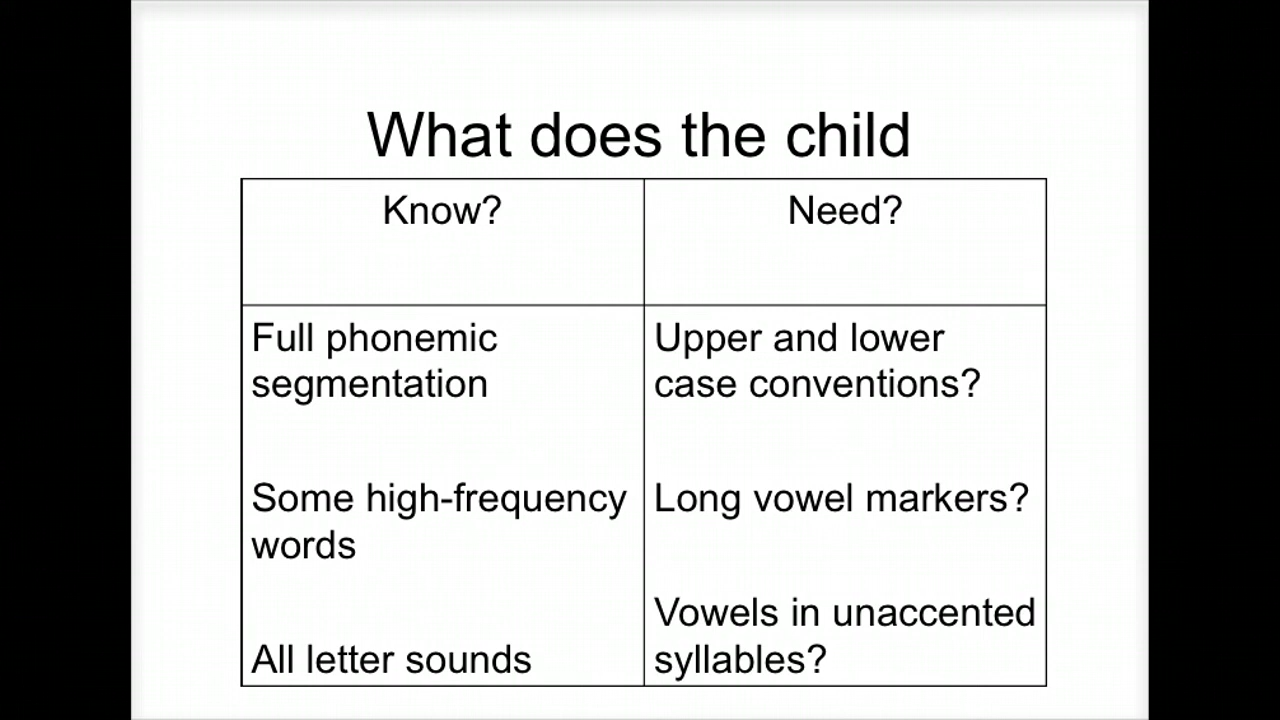 What does the child
Know?
Need?
Full phonemic
segmentation
Some high-frequency
words
All letter sounds
Upper and lower
case conventions?
Long vowel markers?
Vowels in unaccented
syllables?